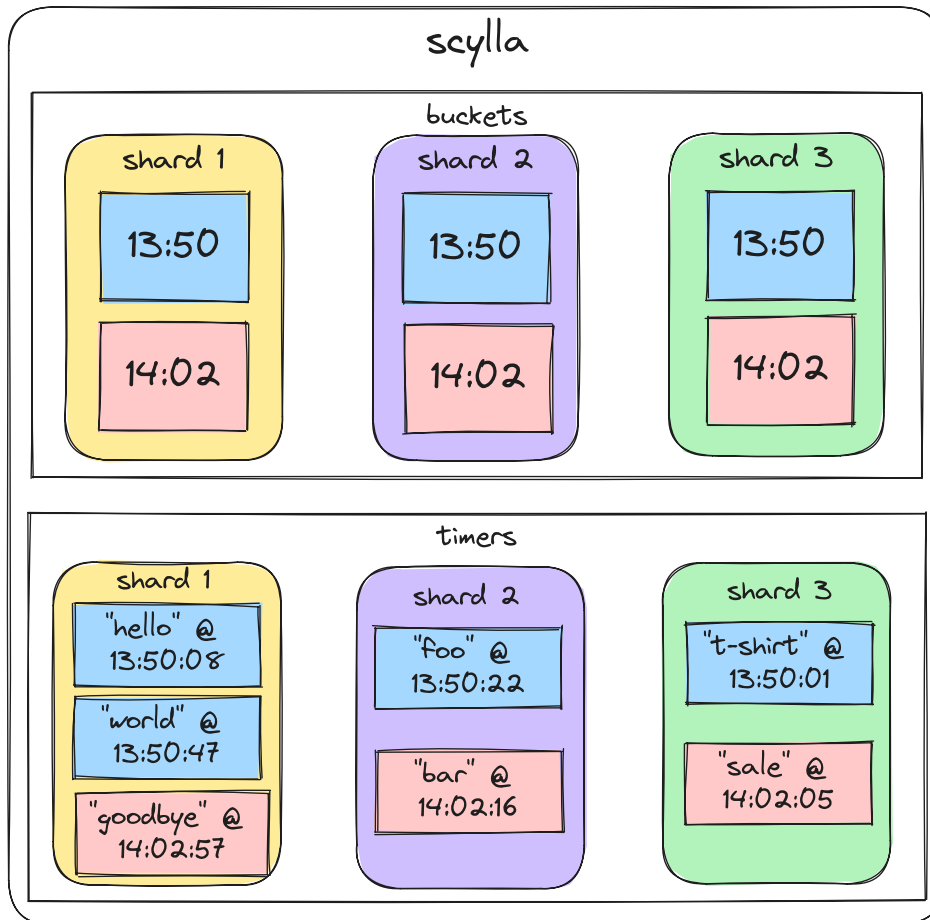 scylla
buckets
shard 1
13:50
14:02
shard 2
13:50
14:02
shard 3
13:50
14:02
timers
shard 1
"hello" @
13:50:08
"world" @
13:50:47
"goodbye" @
14:02:57
shard 2
"foo" @
13:50:22
"bar" @
14:02:16
shard 3
"t-shirt" @
13:50:01
"sale" @
14:02:05